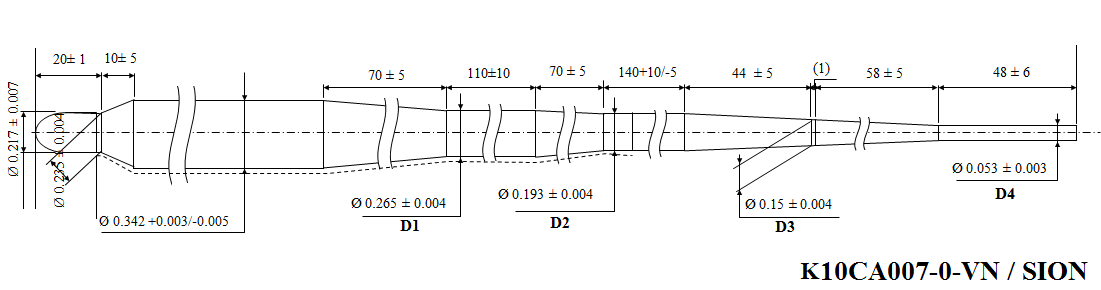 20± 1
10± 5
70 ± 5
110±10
70 ± 5
140+10/-5
44 ± 5
(1)
58 ± 5
48 ± 6
Ø 0.217 ± 0.007
Ø 0.235 ± 0.004
Ø 0.342 +0.003/-0.005
Ø 0.265 ± 0.004
D1
Ø 0.193 ± 0.004
D2
Ø 0.15 ± 0.004
D3
Ø 0.053 ± 0.003
D4
K10CA007-0-VN / SION